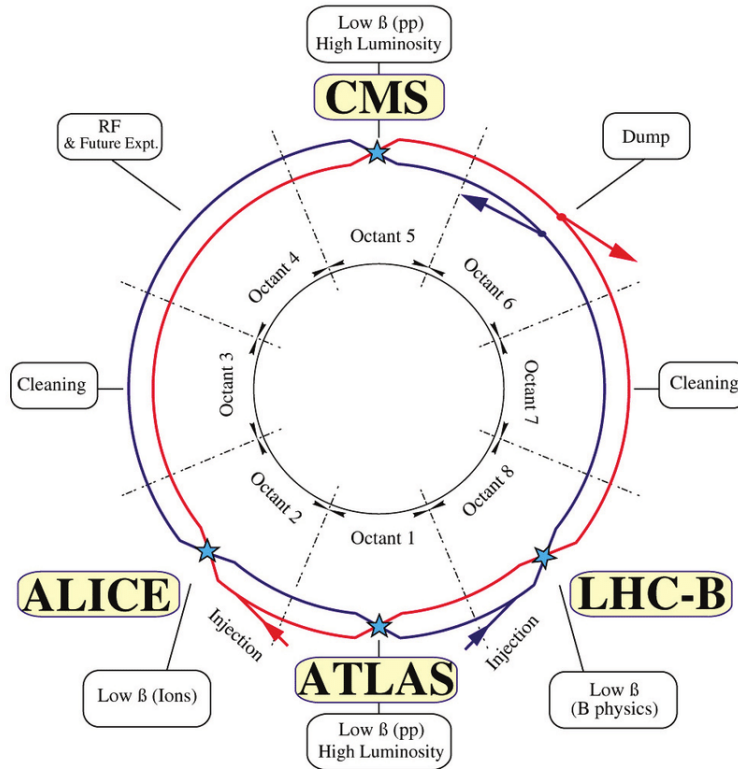 Low ß (pp)
High Luminosity
CMS
RF
& Future Expt.
Dump
Octant 5
Octant 4
Octant 6
Octant 3
Octant 7
Cleaning
Cleaning
Octant 2
Octant 8
Octant 1
ALICE
LHC-B
Injection
Injection
ATLAS
Low ß (Ions)
Low ß
(B physics)
Low ß (pp)
High Luminosity